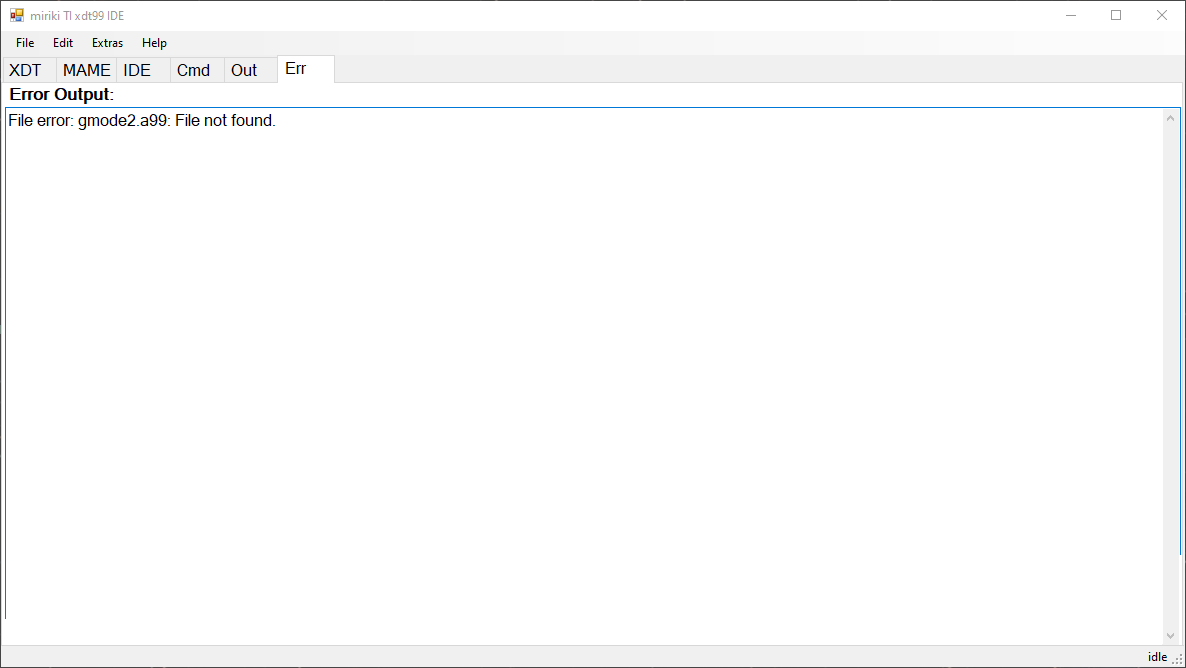 miriki TI xdt99 IDE
File Edit Extras Help
XDT MAME IDE Cmd Out Err
Error Output:
File error: gmode2.a99: File not found.
idle